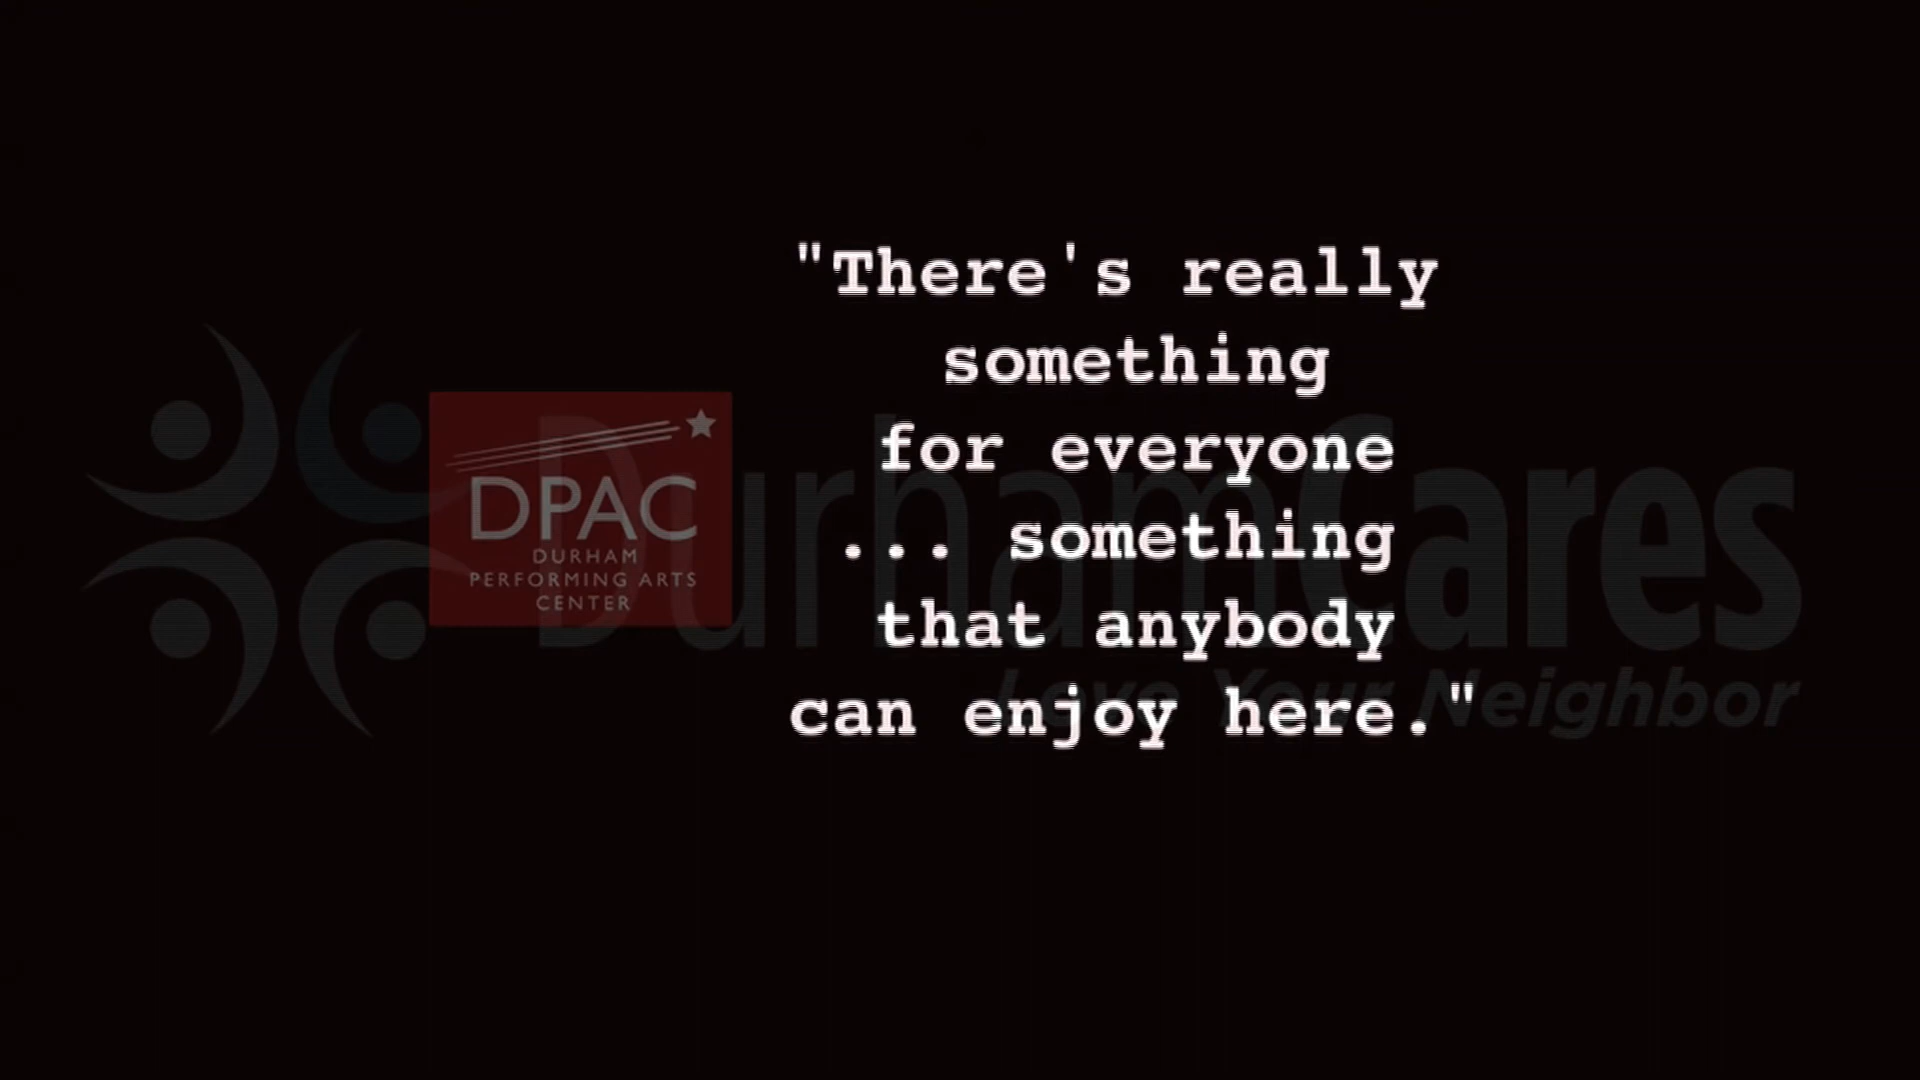 "There's really
something
for everyone
... something
that anybody
can enjoy here."
DPAC
DURHAM
PERFORMING ARTS
CENTER
DurhamCares
Love Your Neighbor